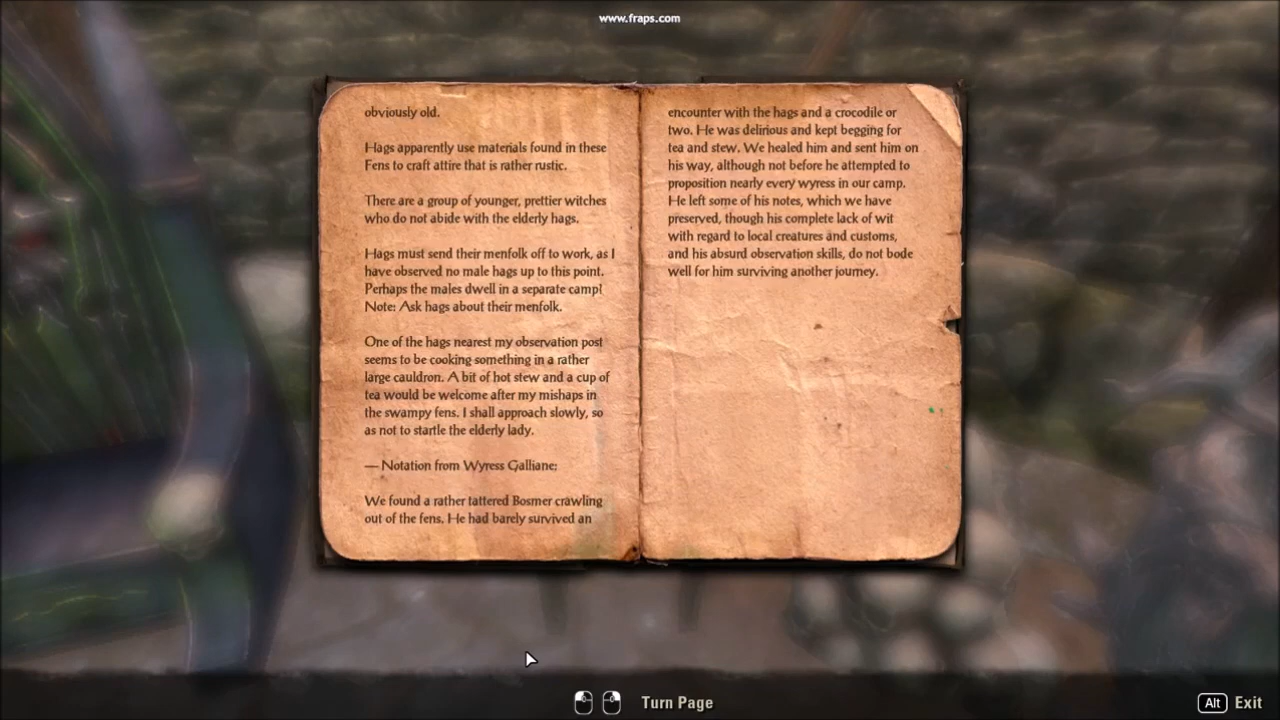 www.fraps.com
obviously old.
Hags apparently use materials found in these
Fens to craft attire that is rather rustic.
There are a group of younger, prettier witches
who do not abide with the elderly hags.
Hags must send their menfolk off to work, as I
have observed no male hags up to this point.
Perhaps the males dwell in a separate camp!
Note: Ask hags about their menfolk.
One of the hags nearest my observation post
seems to be cooking something in a rather
large cauldron. A bit of hot stew and a cup of
tea would be welcome after my mishaps in
the swampy fens. I shall approach slowly, so
as not to startle the elderly lady.
— Notation from Wyress Galliane:
We found a rather tattered Bosmer crawling
out of the fens. He had barely survived an
encounter with the hags and a crocodile or
two. He was delirious and kept begging for
tea and stew. We healed him and sent him on
his way, although not before he attempted to
proposition nearly every wyress in our camp.
He left some of his notes, which we have
preserved, though his complete lack of wit
with regard to local creatures and customs,
and his absurd observation skills, do not bode
well for him surviving another journey.
Turn Page
Alt Exit